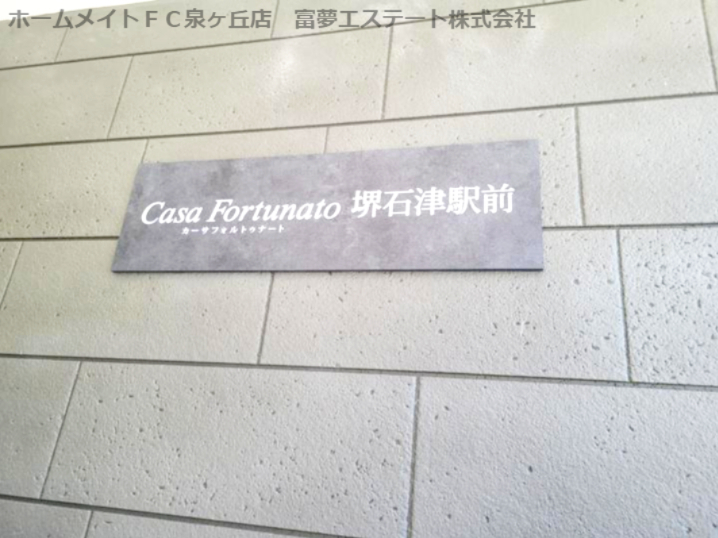 ホームメイトFC泉ヶ丘店　富夢エステート株式会社
Casa Fortunato 堺石津駅前
カーサフォルトゥナート